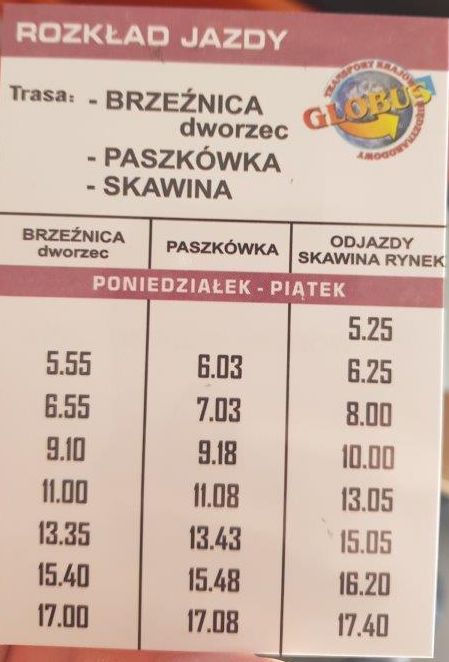 ROZKŁAD JAZDY
Trasa: - BRZEŹNICA
dworzec
- PASZKÓWKA
- SKAWINA
TRANSPORT KRAJOWY
GLOBUS
MIĘDZYNARODOWY
BRZEŹNICA
dworzec
PASZKÓWKA
ODJAZDY
SKAWINA RYNEK
PONIEDZIAŁEK - PIĄTEK
5.25
5.55 6.03 6.25
6.55 7.03 8.00
9.10 9.18 10.00
11.00 11.08 13.05
13.35 13.43 15.05
15.40 15.48 16.20
17.00 17.08 17.40